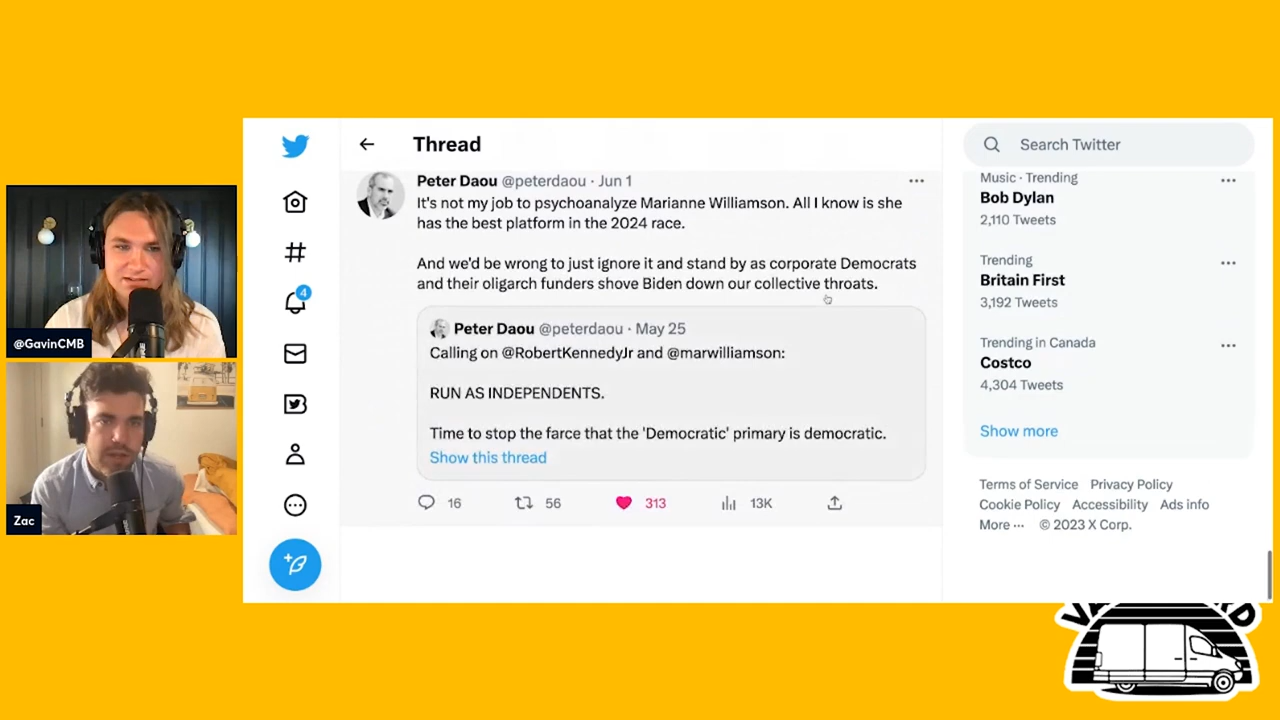 Thread
Search Twitter
Peter Daou @peterdaou · Jun 1
It's not my job to psychoanalyze Marianne Williamson. All I know is she
has the best platform in the 2024 race.
And we'd be wrong to just ignore it and stand by as corporate Democrats
and their oligarch funders shove Biden down our collective throats.
Peter Daou @peterdaou · May 25
Calling on @RobertKennedyJr and @marwilliamson:
RUN AS INDEPENDENTS.
Time to stop the farce that the 'Democratic' primary is democratic.
Show this thread
16
56
313
13K
4
Music · Trending
Bob Dylan
2,110 Tweets
Trending
Britain First
3,192 Tweets
Trending in Canada
Costco
4,304 Tweets
Show more
Terms of Service Privacy Policy
Cookie Policy Accessibility Ads info
More ··· © 2023 X Corp.
@GavinCMB
Zac